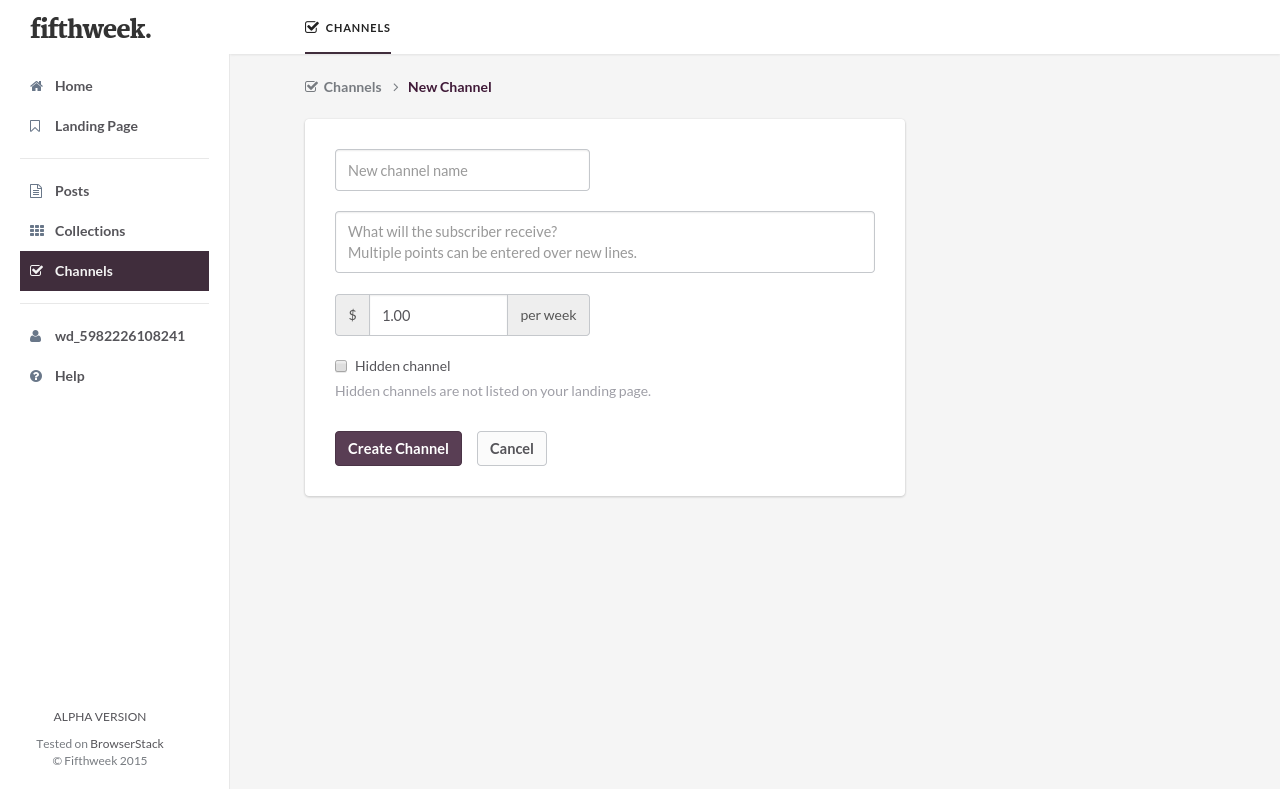 fifthweek.
CHANNELS
Home
Landing Page
Posts
Collections
Channels
wd_5982226108241
Help
ALPHA VERSION
Tested on BrowserStack
© Fifthweek 2015
Channels > New Channel
New channel name
What will the subscriber receive?
Multiple points can be entered over new lines.
$ 1.00 per week
Hidden channel
Hidden channels are not listed on your landing page.
Create Channel Cancel